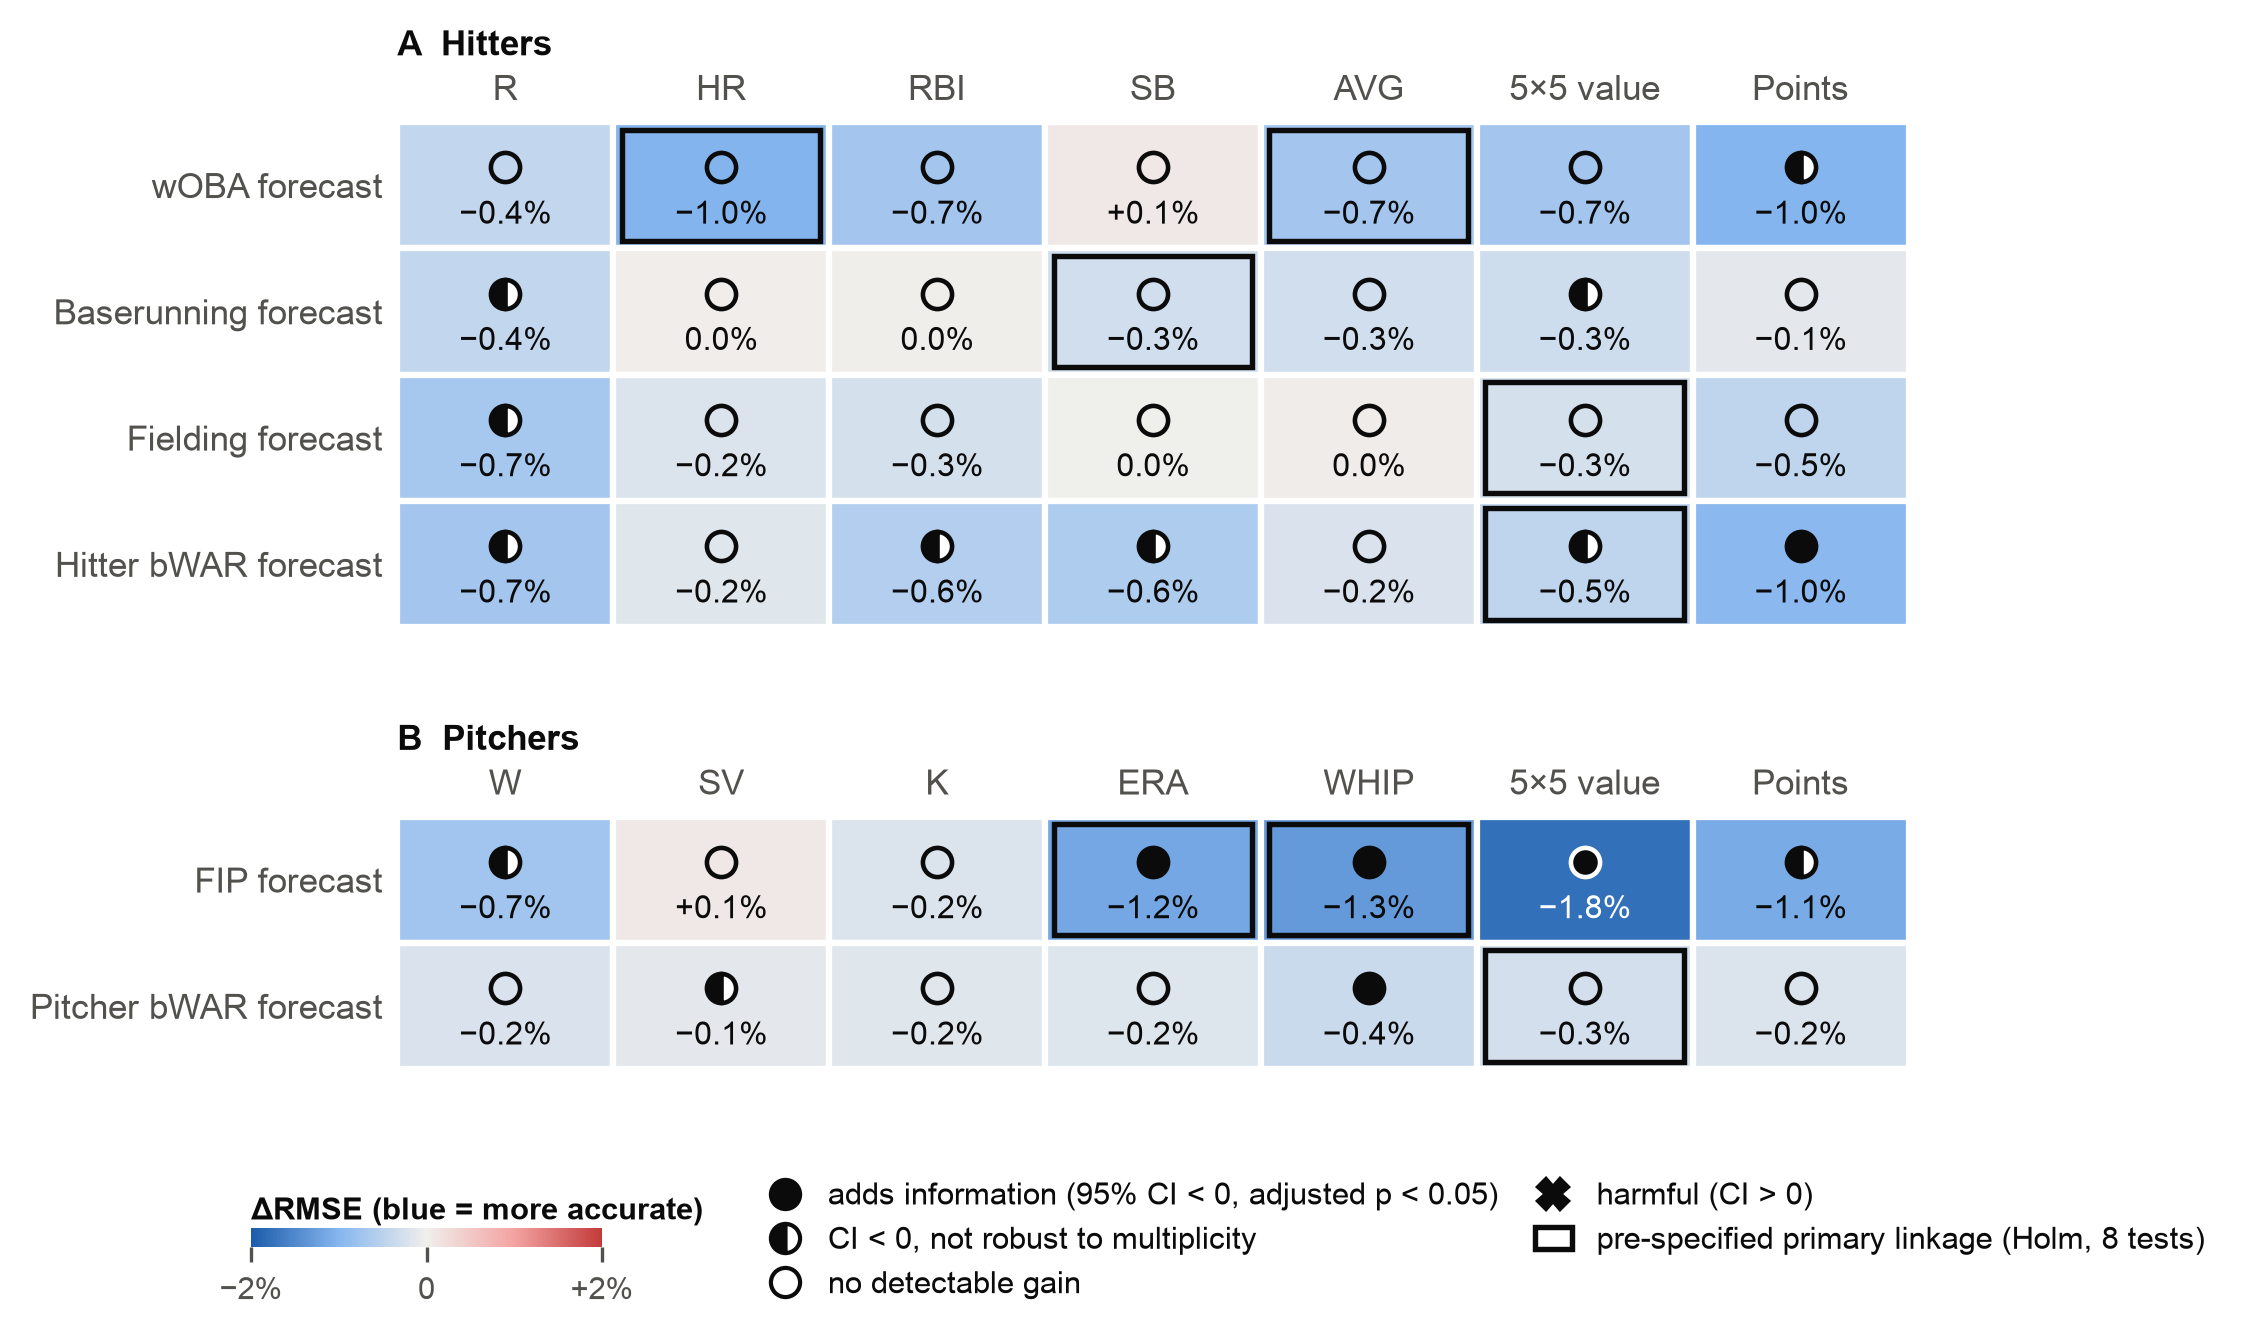 A Hitters
R HR RBI SB AVG 5×5 value Points
wOBA forecast −0.4% −1.0% −0.7% +0.1% −0.7% −0.7% −1.0%
Baserunning forecast −0.4% 0.0% 0.0% −0.3% −0.3% −0.3% −0.1%
Fielding forecast −0.7% −0.2% −0.3% 0.0% 0.0% −0.3% −0.5%
Hitter bWAR forecast −0.7% −0.2% −0.6% −0.6% −0.2% −0.5% −1.0%
B Pitchers
W SV K ERA WHIP 5×5 value Points
FIP forecast −0.7% +0.1% −0.2% −1.2% −1.3% −1.8% −1.1%
Pitcher bWAR forecast −0.2% −0.1% −0.2% −0.2% −0.4% −0.3% −0.2%
ΔRMSE (blue = more accurate)
−2% 0 +2%
adds information (95% CI < 0, adjusted p < 0.05)
CI < 0, not robust to multiplicity
no detectable gain
harmful (CI > 0)
pre-specified primary linkage (Holm, 8 tests)